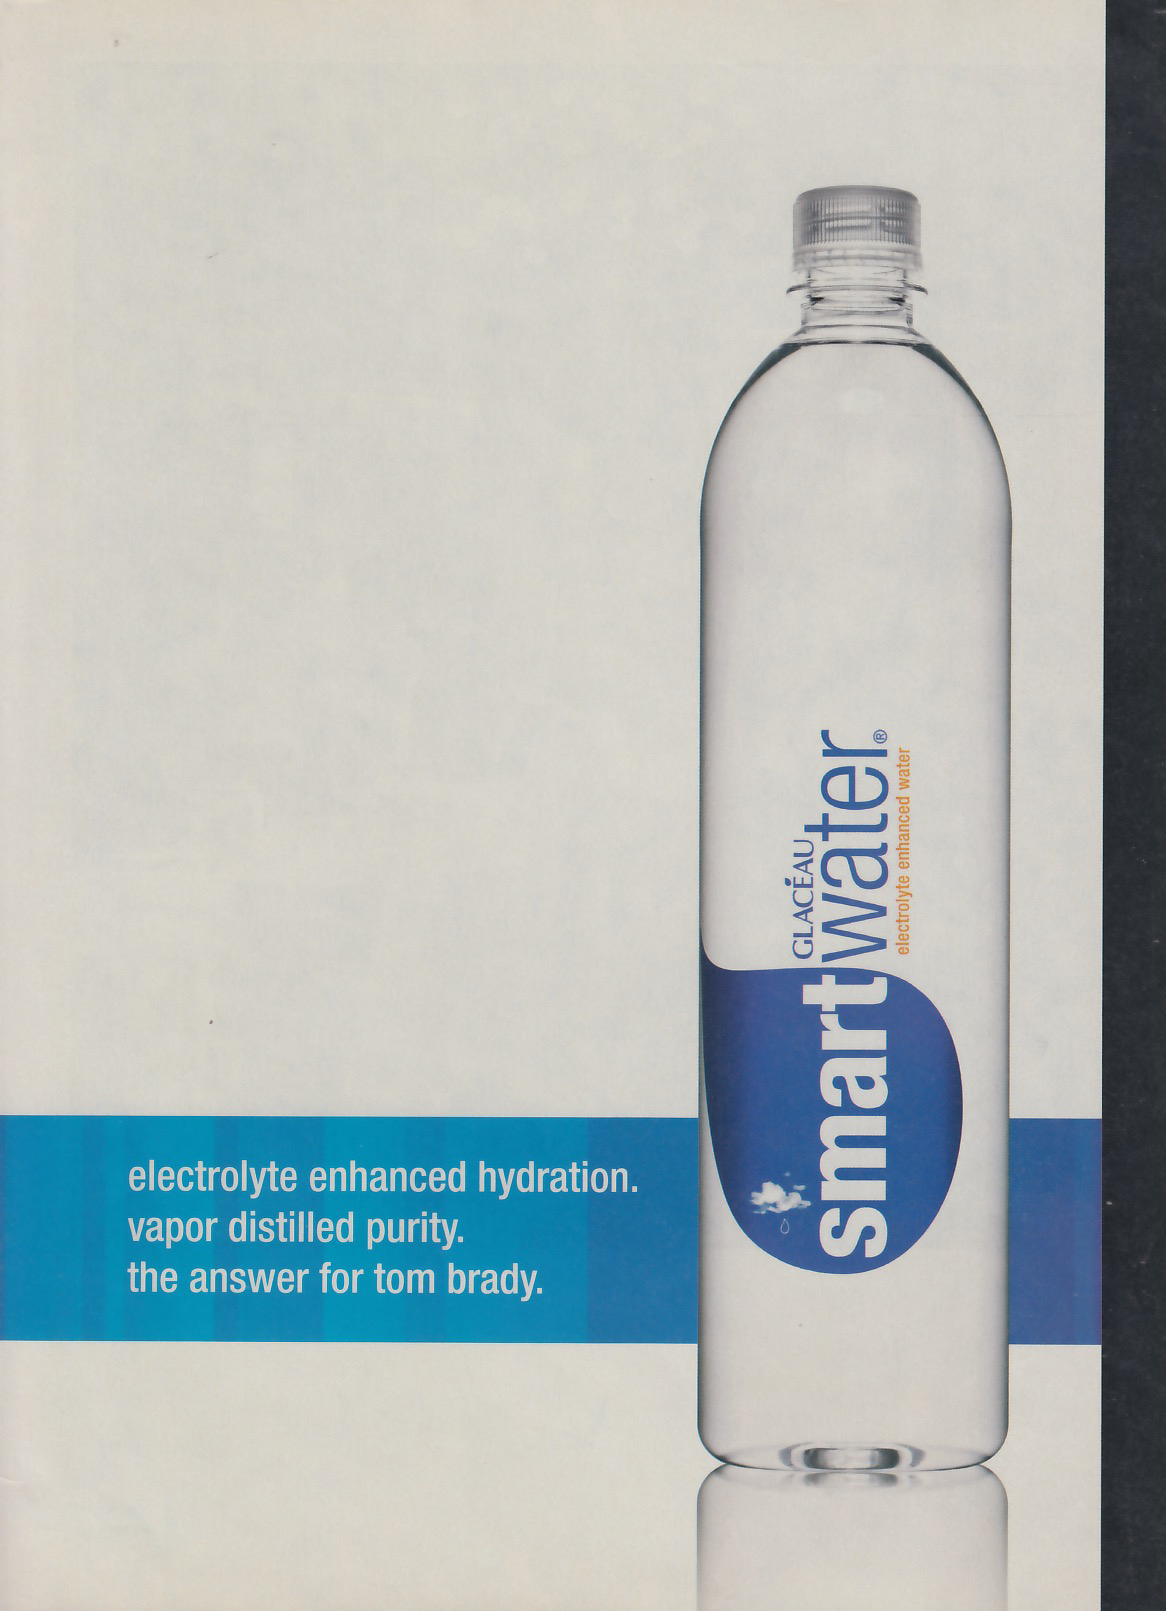 GLACÉAU
smartwater®
electrolyte enhanced water
electrolyte enhanced hydration.
vapor distilled purity.
the answer for tom brady.